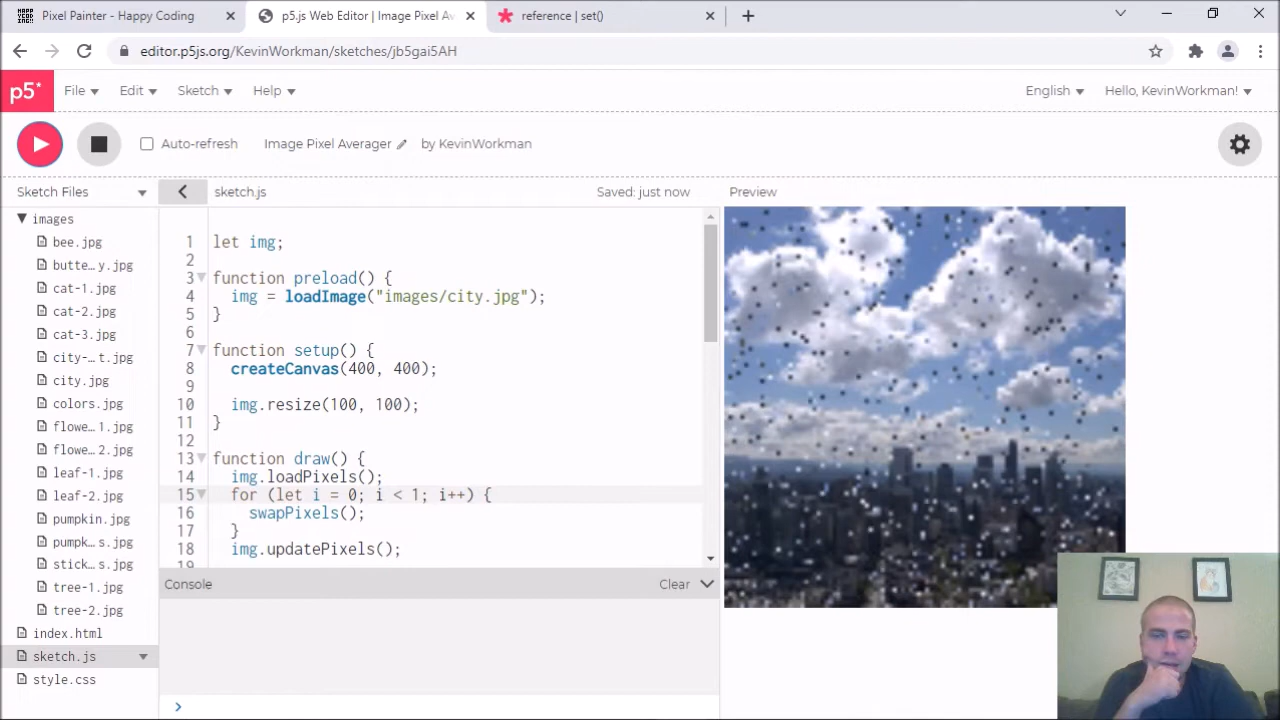 Pixel Painter - Happy Coding
p5.js Web Editor | Image Pixel Av
reference | set()
editor.p5js.org/KevinWorkman/sketches/jb5gai5AH
p5*
File
Edit
Sketch
Help
English
Hello, KevinWorkman!
Auto-refresh
Image Pixel Averager
by KevinWorkman
Sketch Files
sketch.js
Saved: just now
Preview
images
bee.jpg
butte…y.jpg
cat-1.jpg
cat-2.jpg
cat-3.jpg
city-…t.jpg
city.jpg
colors.jpg
flowe…1.jpg
flowe…2.jpg
leaf-1.jpg
leaf-2.jpg
pumpkin.jpg
pumpk…s.jpg
stick…s.jpg
tree-1.jpg
tree-2.jpg
index.html
sketch.js
style.css
1 let img;
2
3 function preload() {
4 img = loadImage("images/city.jpg");
5 }
6
7 function setup() {
8 createCanvas(400, 400);
9
10 img.resize(100, 100);
11 }
12
13 function draw() {
14 img.loadPixels();
15 for (let i = 0; i < 1; i++) {
16 swapPixels();
17 }
18 img.updatePixels();
19
Console
Clear
>